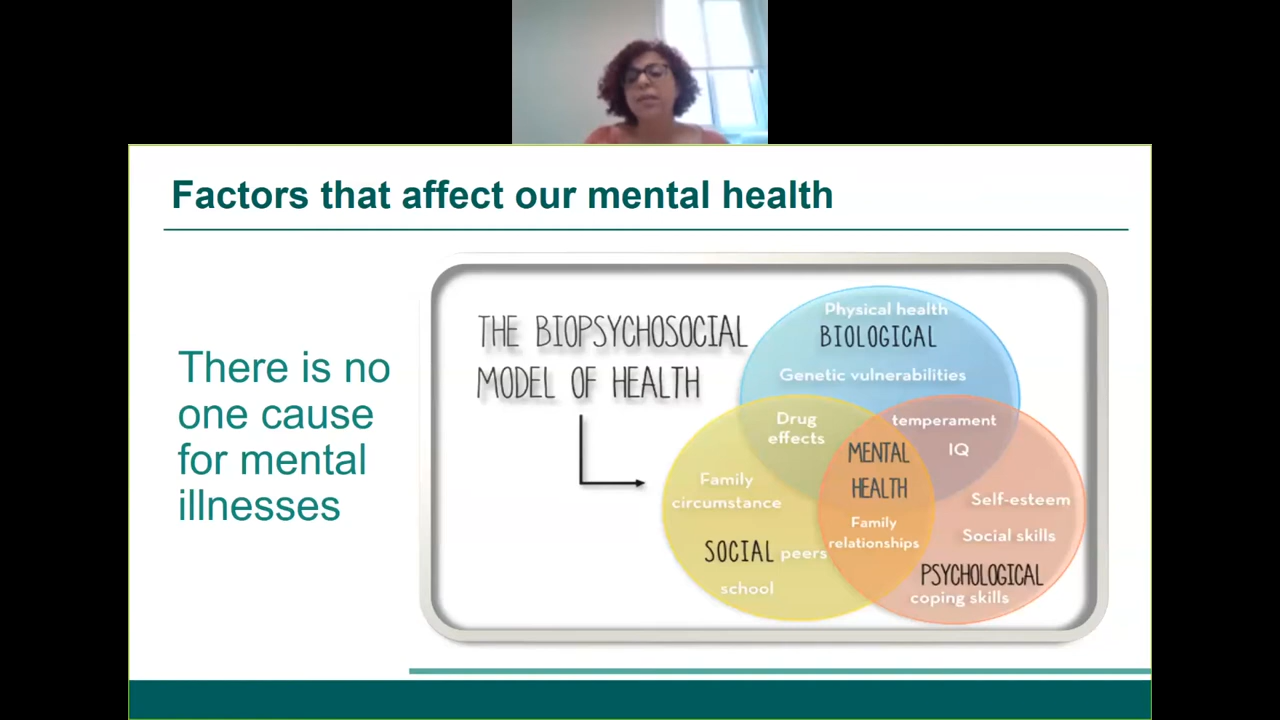 Factors that affect our mental health
There is no
one cause
for mental
illnesses
THE BIOPSYCHOSOCIAL
MODEL OF HEALTH
Physical health
BIOLOGICAL
Genetic vulnerabilities
Drug
effects
temperament
IQ
MENTAL
HEALTH
Family
relationships
Family
circumstance
SOCIAL peers
school
Self-esteem
Social skills
PSYCHOLOGICAL
coping skills